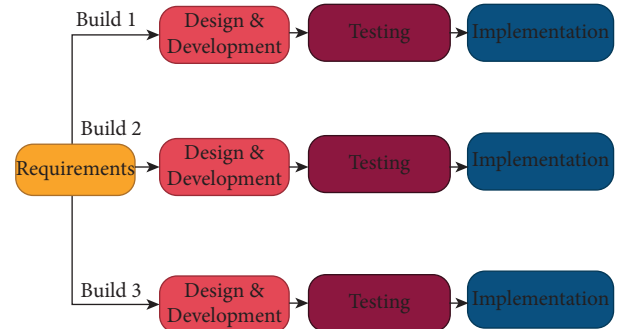 Build 1
Design &
Development
Testing
Implementation
Build 2
Requirements
Design &
Development
Testing
Implementation
Build 3
Design &
Development
Testing
Implementation